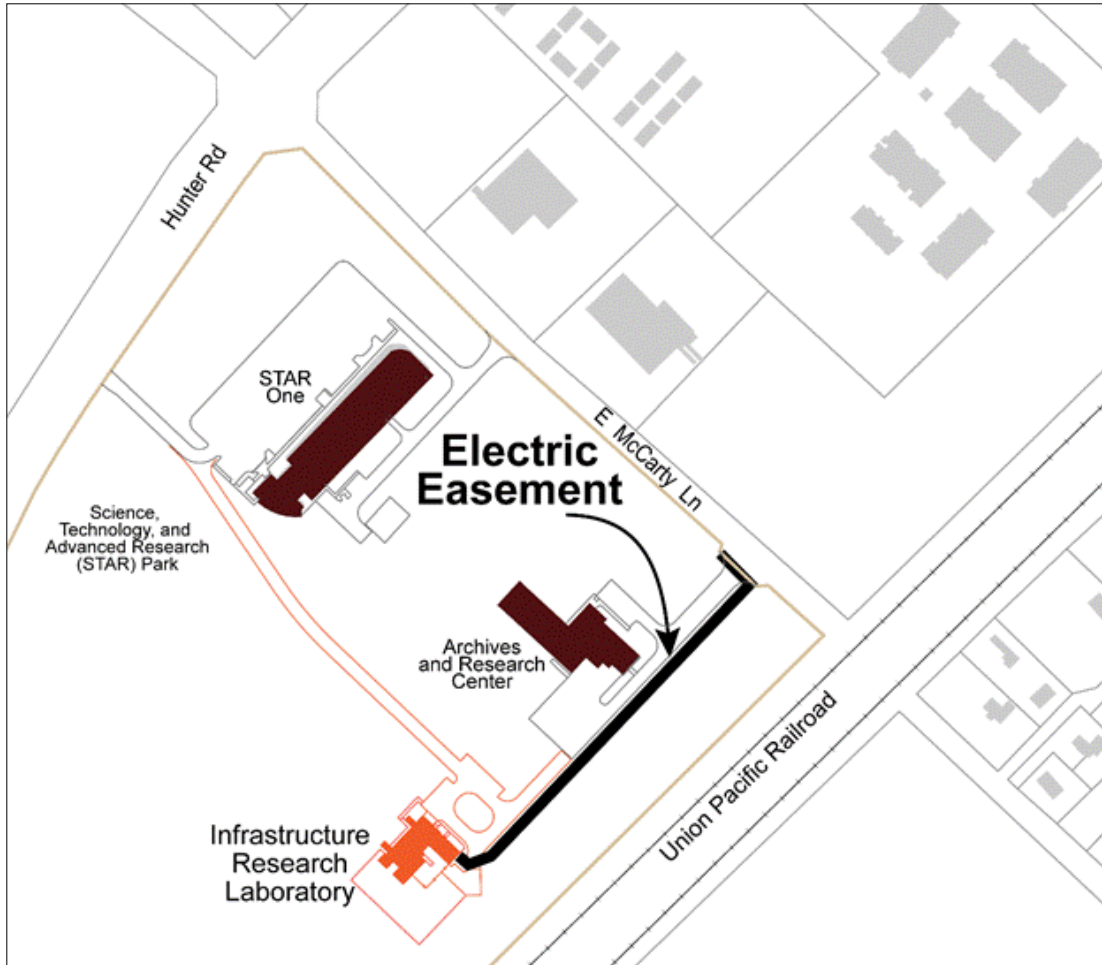 Hunter Rd
STAR
One
E McCarty Ln
Electric
Easement
Science,
Technology, and
Advanced Research
(STAR) Park
Archives
and Research
Center
Union Pacific Railroad
Infrastructure
Research
Laboratory